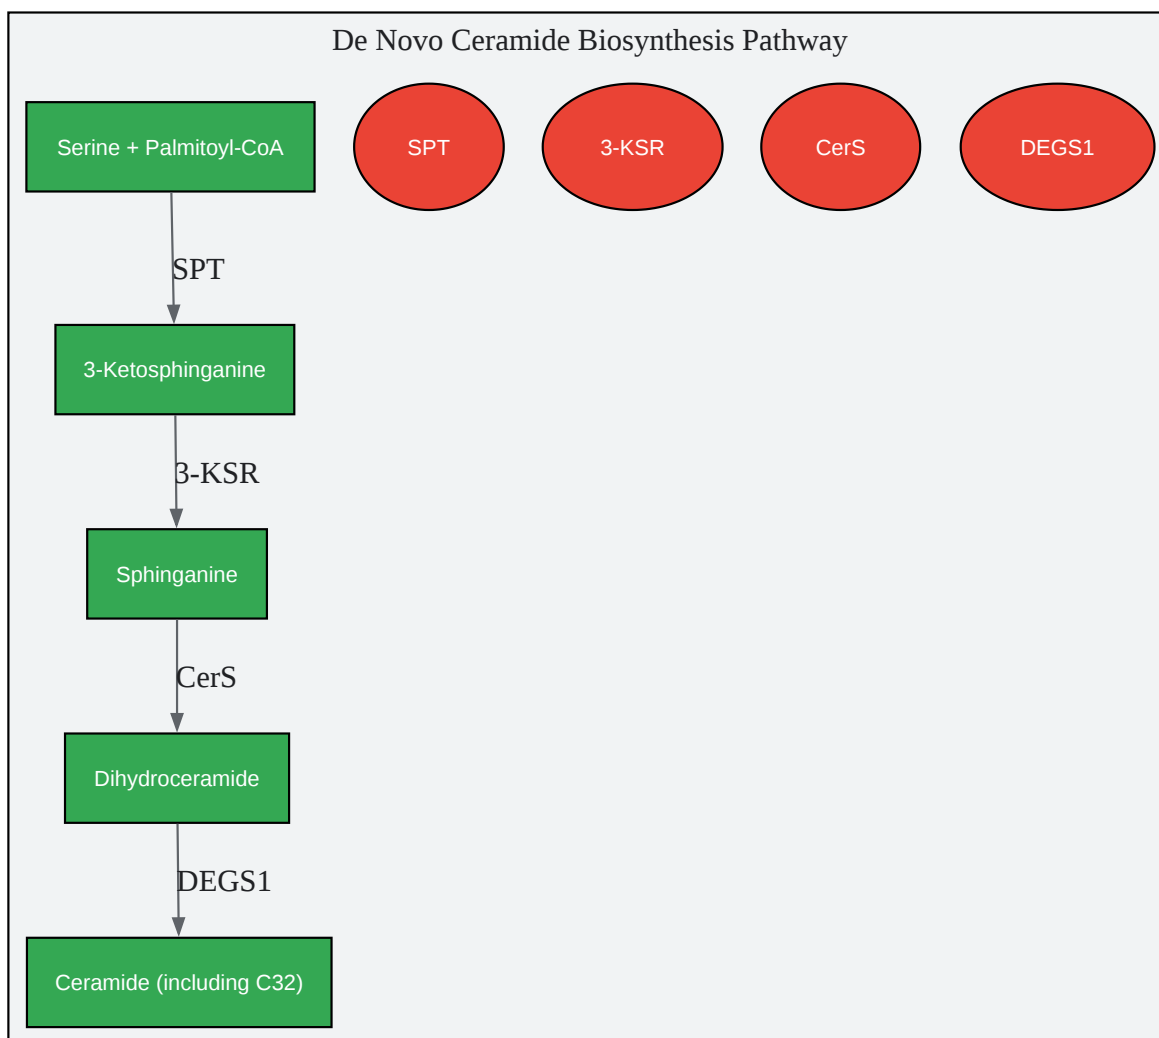 De Novo Ceramide Biosynthesis Pathway
Serine + Palmitoyl-CoA
SPT
3-KSR
CerS
DEGS1
SPT
3-Ketosphinganine
3-KSR
Sphinganine
CerS
Dihydroceramide
DEGS1
Ceramide (including C32)